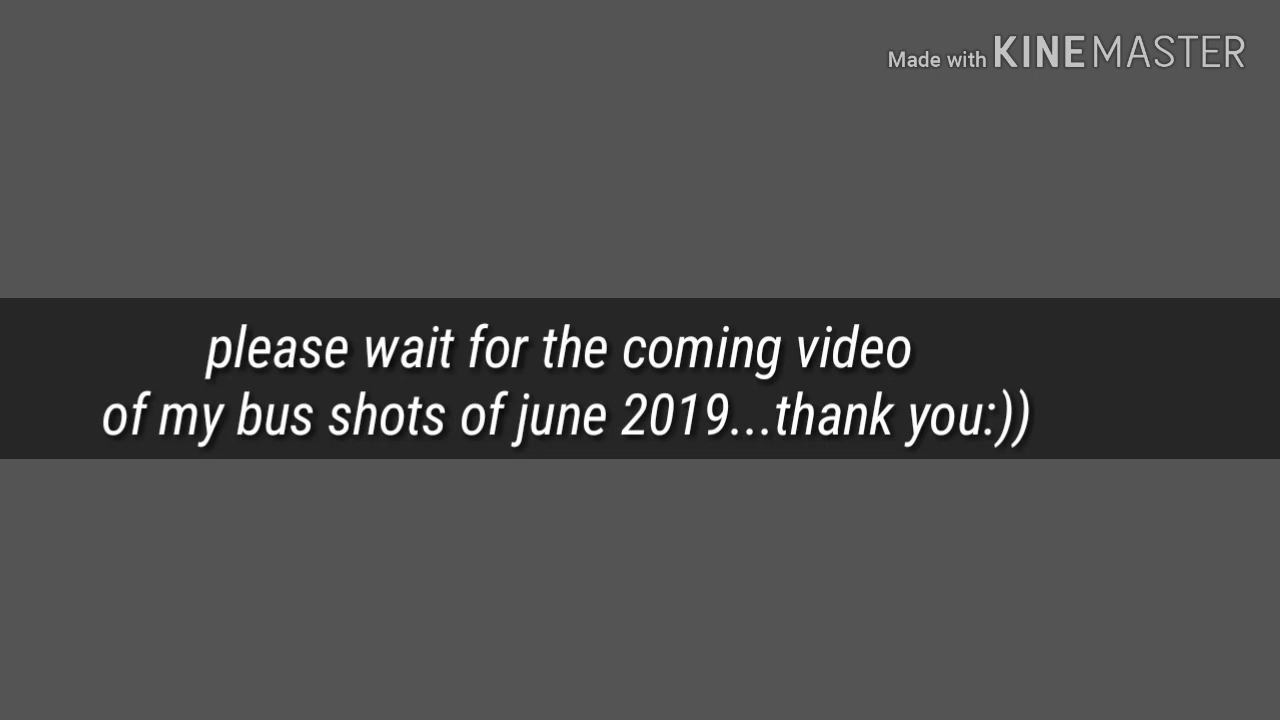 Made with KINEMASTER
please wait for the coming video
of my bus shots of june 2019...thank you:))